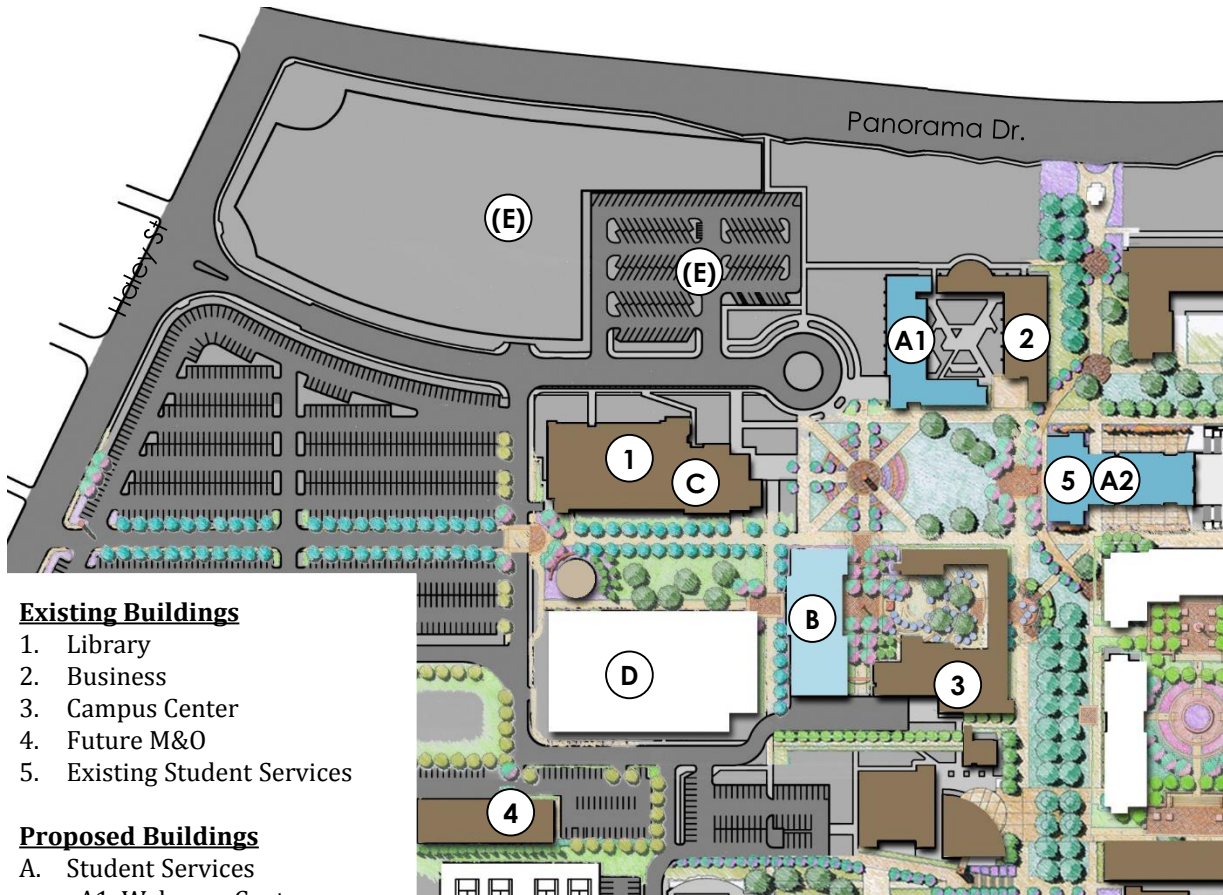 Panorama Dr.
Haley St
(E)
(E)
A1
2
1
C
5
A2
B
D
3
4
Existing Buildings
1. Library
2. Business
3. Campus Center
4. Future M&O
5. Existing Student Services
Proposed Buildings
A. Student Services